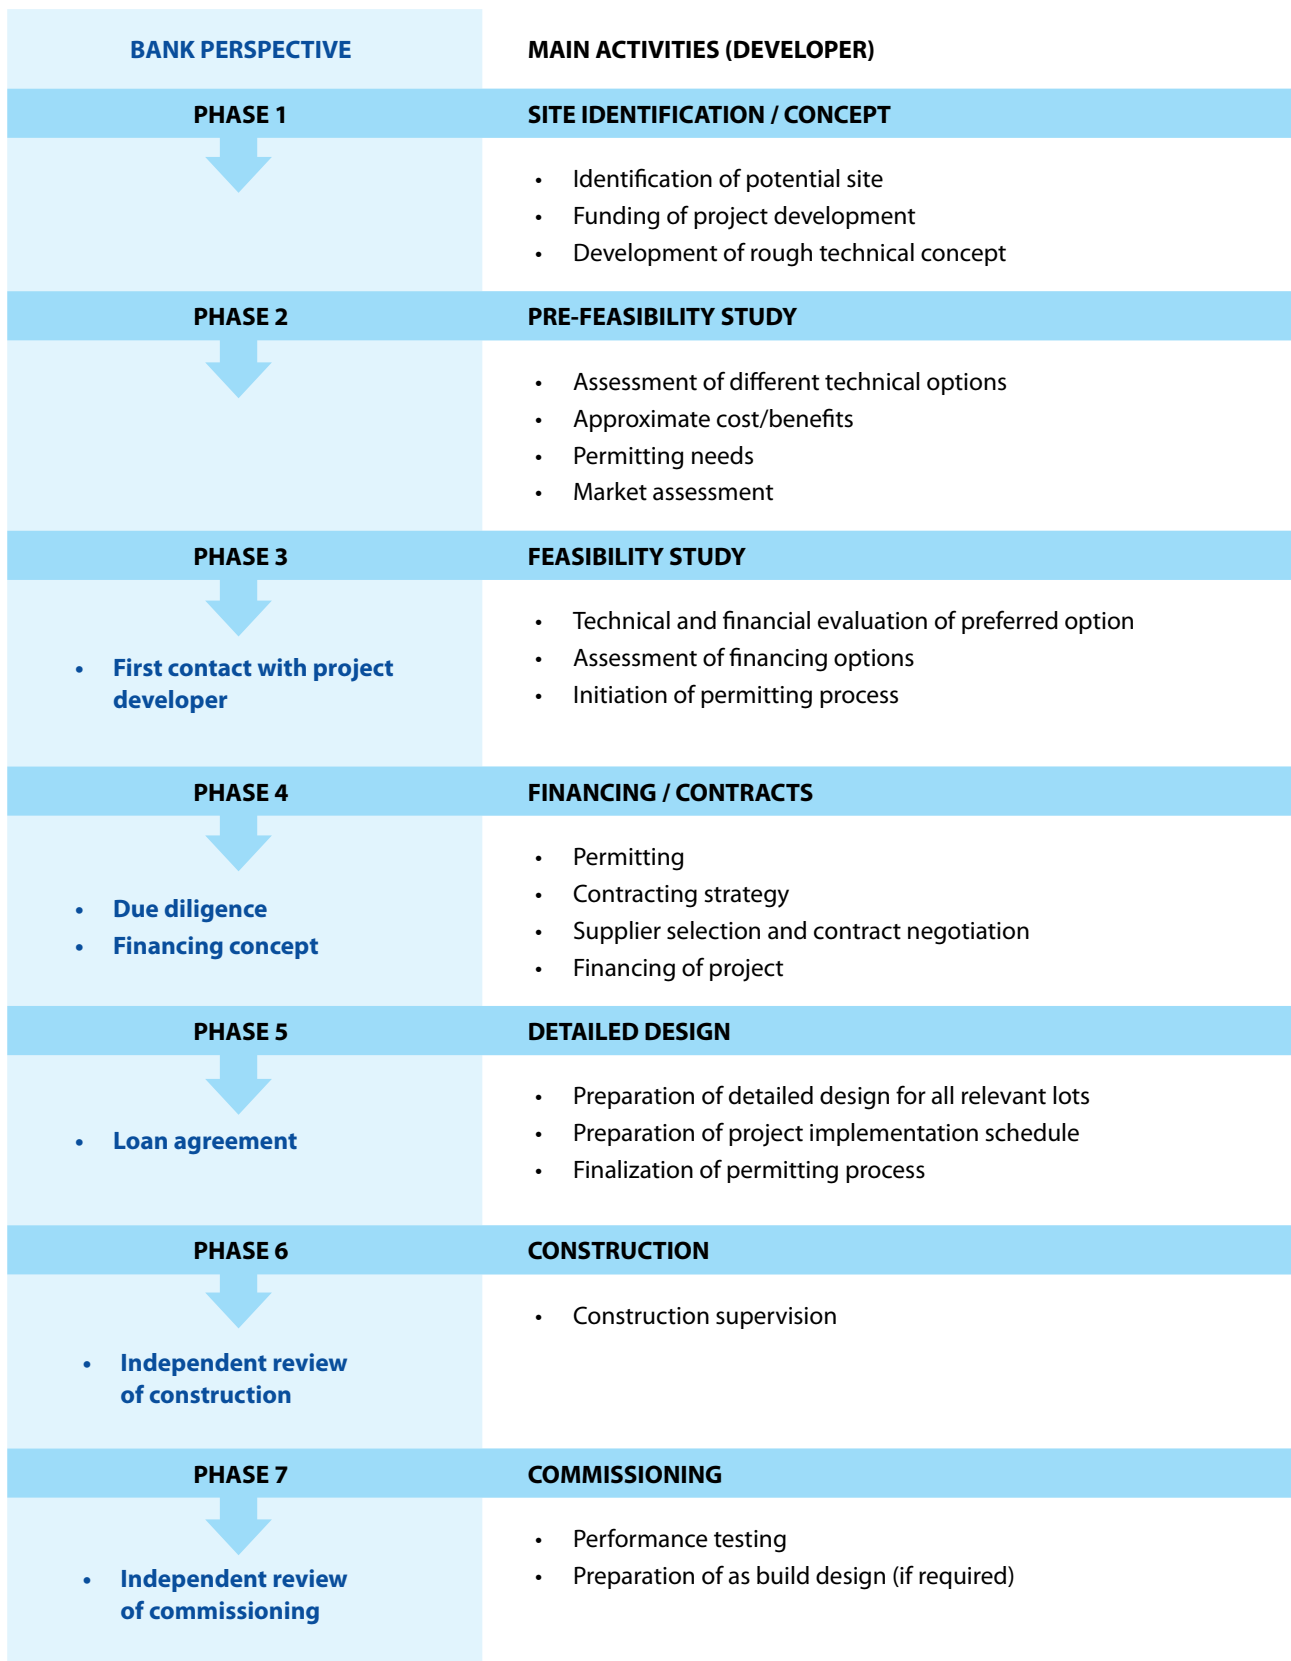 BANK PERSPECTIVE
MAIN ACTIVITIES (DEVELOPER)
PHASE 1
SITE IDENTIFICATION / CONCEPT
• Identification of potential site
• Funding of project development
• Development of rough technical concept
PHASE 2
PRE-FEASIBILITY STUDY
• Assessment of different technical options
• Approximate cost/benefits
• Permitting needs
• Market assessment
PHASE 3
FEASIBILITY STUDY
• First contact with project
developer
• Technical and financial evaluation of preferred option
• Assessment of financing options
• Initiation of permitting process
PHASE 4
FINANCING / CONTRACTS
• Due diligence
• Financing concept
• Permitting
• Contracting strategy
• Supplier selection and contract negotiation
• Financing of project
PHASE 5
DETAILED DESIGN
• Loan agreement
• Preparation of detailed design for all relevant lots
• Preparation of project implementation schedule
• Finalization of permitting process
PHASE 6
CONSTRUCTION
• Independent review
of construction
• Construction supervision
PHASE 7
COMMISSIONING
• Independent review
of commissioning
• Performance testing
• Preparation of as build design (if required)